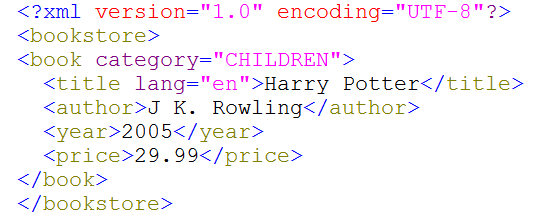 <?xml version="1.0" encoding="UTF-8"?>
<bookstore>
<book category="CHILDREN">
  <title lang="en">Harry Potter</title>
  <author>J K. Rowling</author>
  <year>2005</year>
  <price>29.99</price>
</book>
</bookstore>